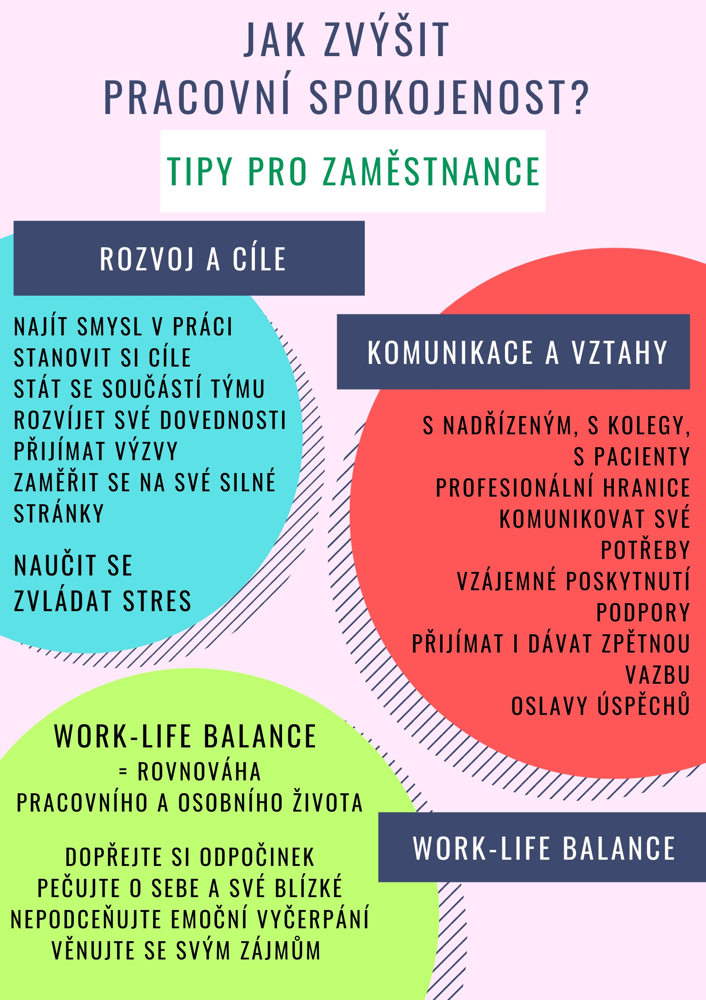 JAK ZVÝŠIT
PRACOVNÍ SPOKOJENOST?
TIPY PRO ZAMĚSTNANCE
ROZVOJ A CÍLE
NAJÍT SMYSL V PRÁCI
STANOVIT SI CÍLE
STÁT SE SOUČÁSTÍ TÝMU
ROZVÍJET SVÉ DOVEDNOSTI
PŘIJÍMAT VÝZVY
ZAMĚŘIT SE NA SVÉ SILNÉ
STRÁNKY
NAUČIT SE
ZVLÁDAT STRES
KOMUNIKACE A VZTAHY
S NADŘÍZENÝM, S KOLEGY,
S PACIENTY
PROFESIONÁLNÍ HRANICE
KOMUNIKOVAT SVÉ
POTŘEBY
VZÁJEMNÉ POSKYTNUTÍ
PODPORY
PŘIJÍMAT I DÁVAT ZPĚTNOU
VAZBU
OSLAVY ÚSPĚCHŮ
WORK-LIFE BALANCE
= ROVNOVÁHA
PRACOVNÍHO A OSOBNÍHO ŽIVOTA
DOPŘEJTE SI ODPOČINEK
PEČUJTE O SEBE A SVÉ BLÍZKÉ
NEPODCEŇUJTE EMOČNÍ VYČERPÁNÍ
VĚNUJTE SE SVÝM ZÁJMŮM
WORK-LIFE BALANCE